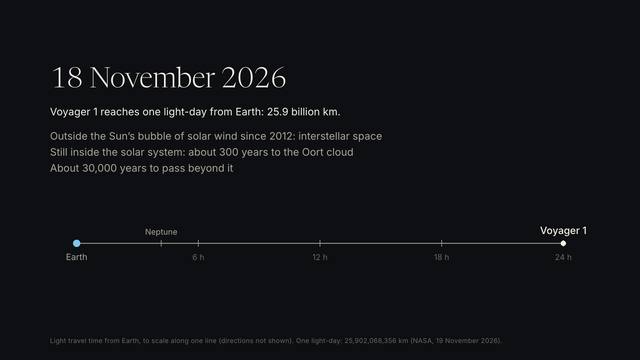 18 November 2026
Voyager 1 reaches one light-day from Earth: 25.9 billion km.
Outside the Sun’s bubble of solar wind since 2012: interstellar space
Still inside the solar system: about 300 years to the Oort cloud
About 30,000 years to pass beyond it
Neptune
Voyager 1
Earth
6 h
12 h
18 h
24 h
Light travel time from Earth, to scale along one line (directions not shown). One light-day: 25,902,068,356 km (NASA, 19 November 2026).